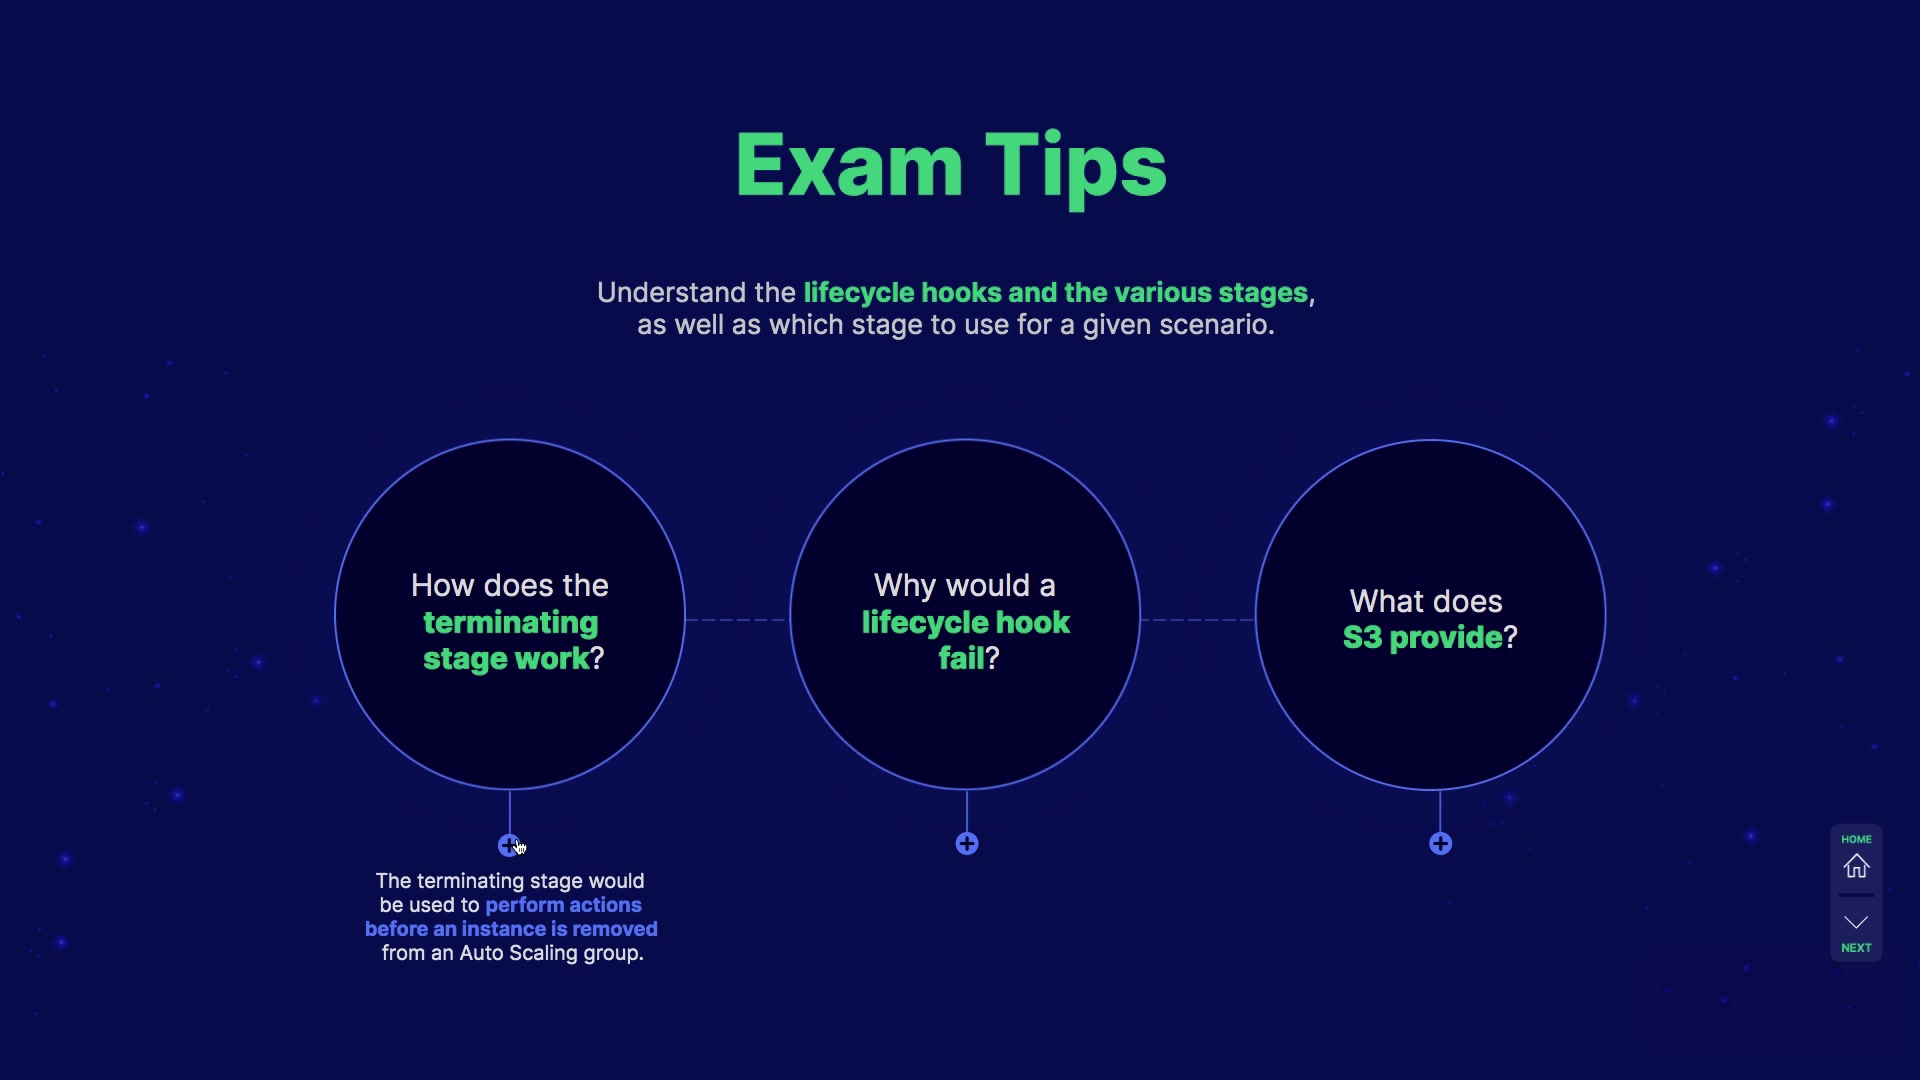 Exam Tips
Understand the lifecycle hooks and the various stages,
as well as which stage to use for a given scenario.
How does the
terminating
stage work?
Why would a
lifecycle hook
fail?
What does
S3 provide?
The terminating stage would
be used to perform actions
before an instance is removed
from an Auto Scaling group.
HOME
NEXT